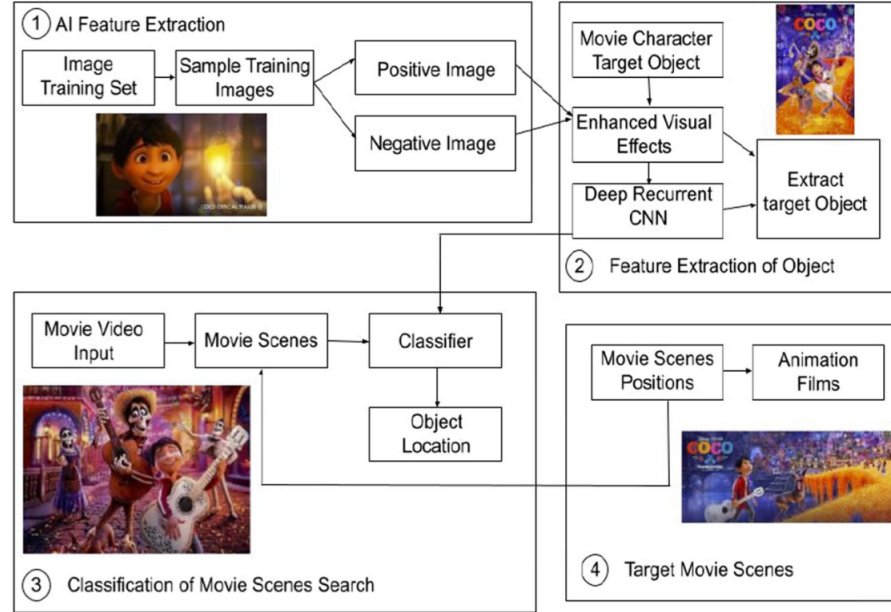 1 AI Feature Extraction
Image
Training Set
Sample Training
Images
Positive Image
Negative Image
Movie Character
Target Object
Enhanced Visual
Effects
Deep Recurrent
CNN
Extract
target Object
COCO
2 Feature Extraction of Object
Movie Video
Input
Movie Scenes
Classifier
Object
Location
3 Classification of Movie Scenes Search
Movie Scenes
Positions
Animation
Films
COCO
4 Target Movie Scenes